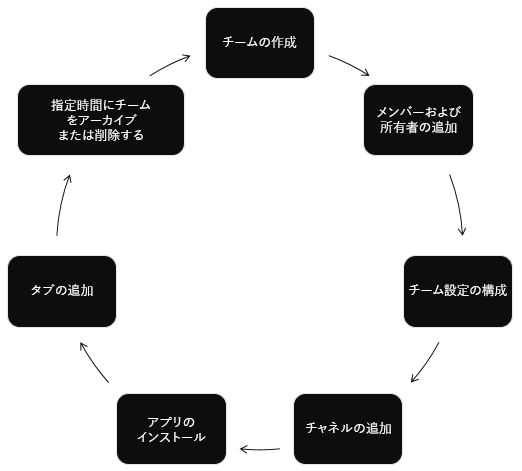 チームの作成
メンバーおよび
所有者の追加
チーム設定の構成
チャネルの追加
アプリの
インストール
タブの追加
指定時間にチーム
をアーカイブ
または削除する